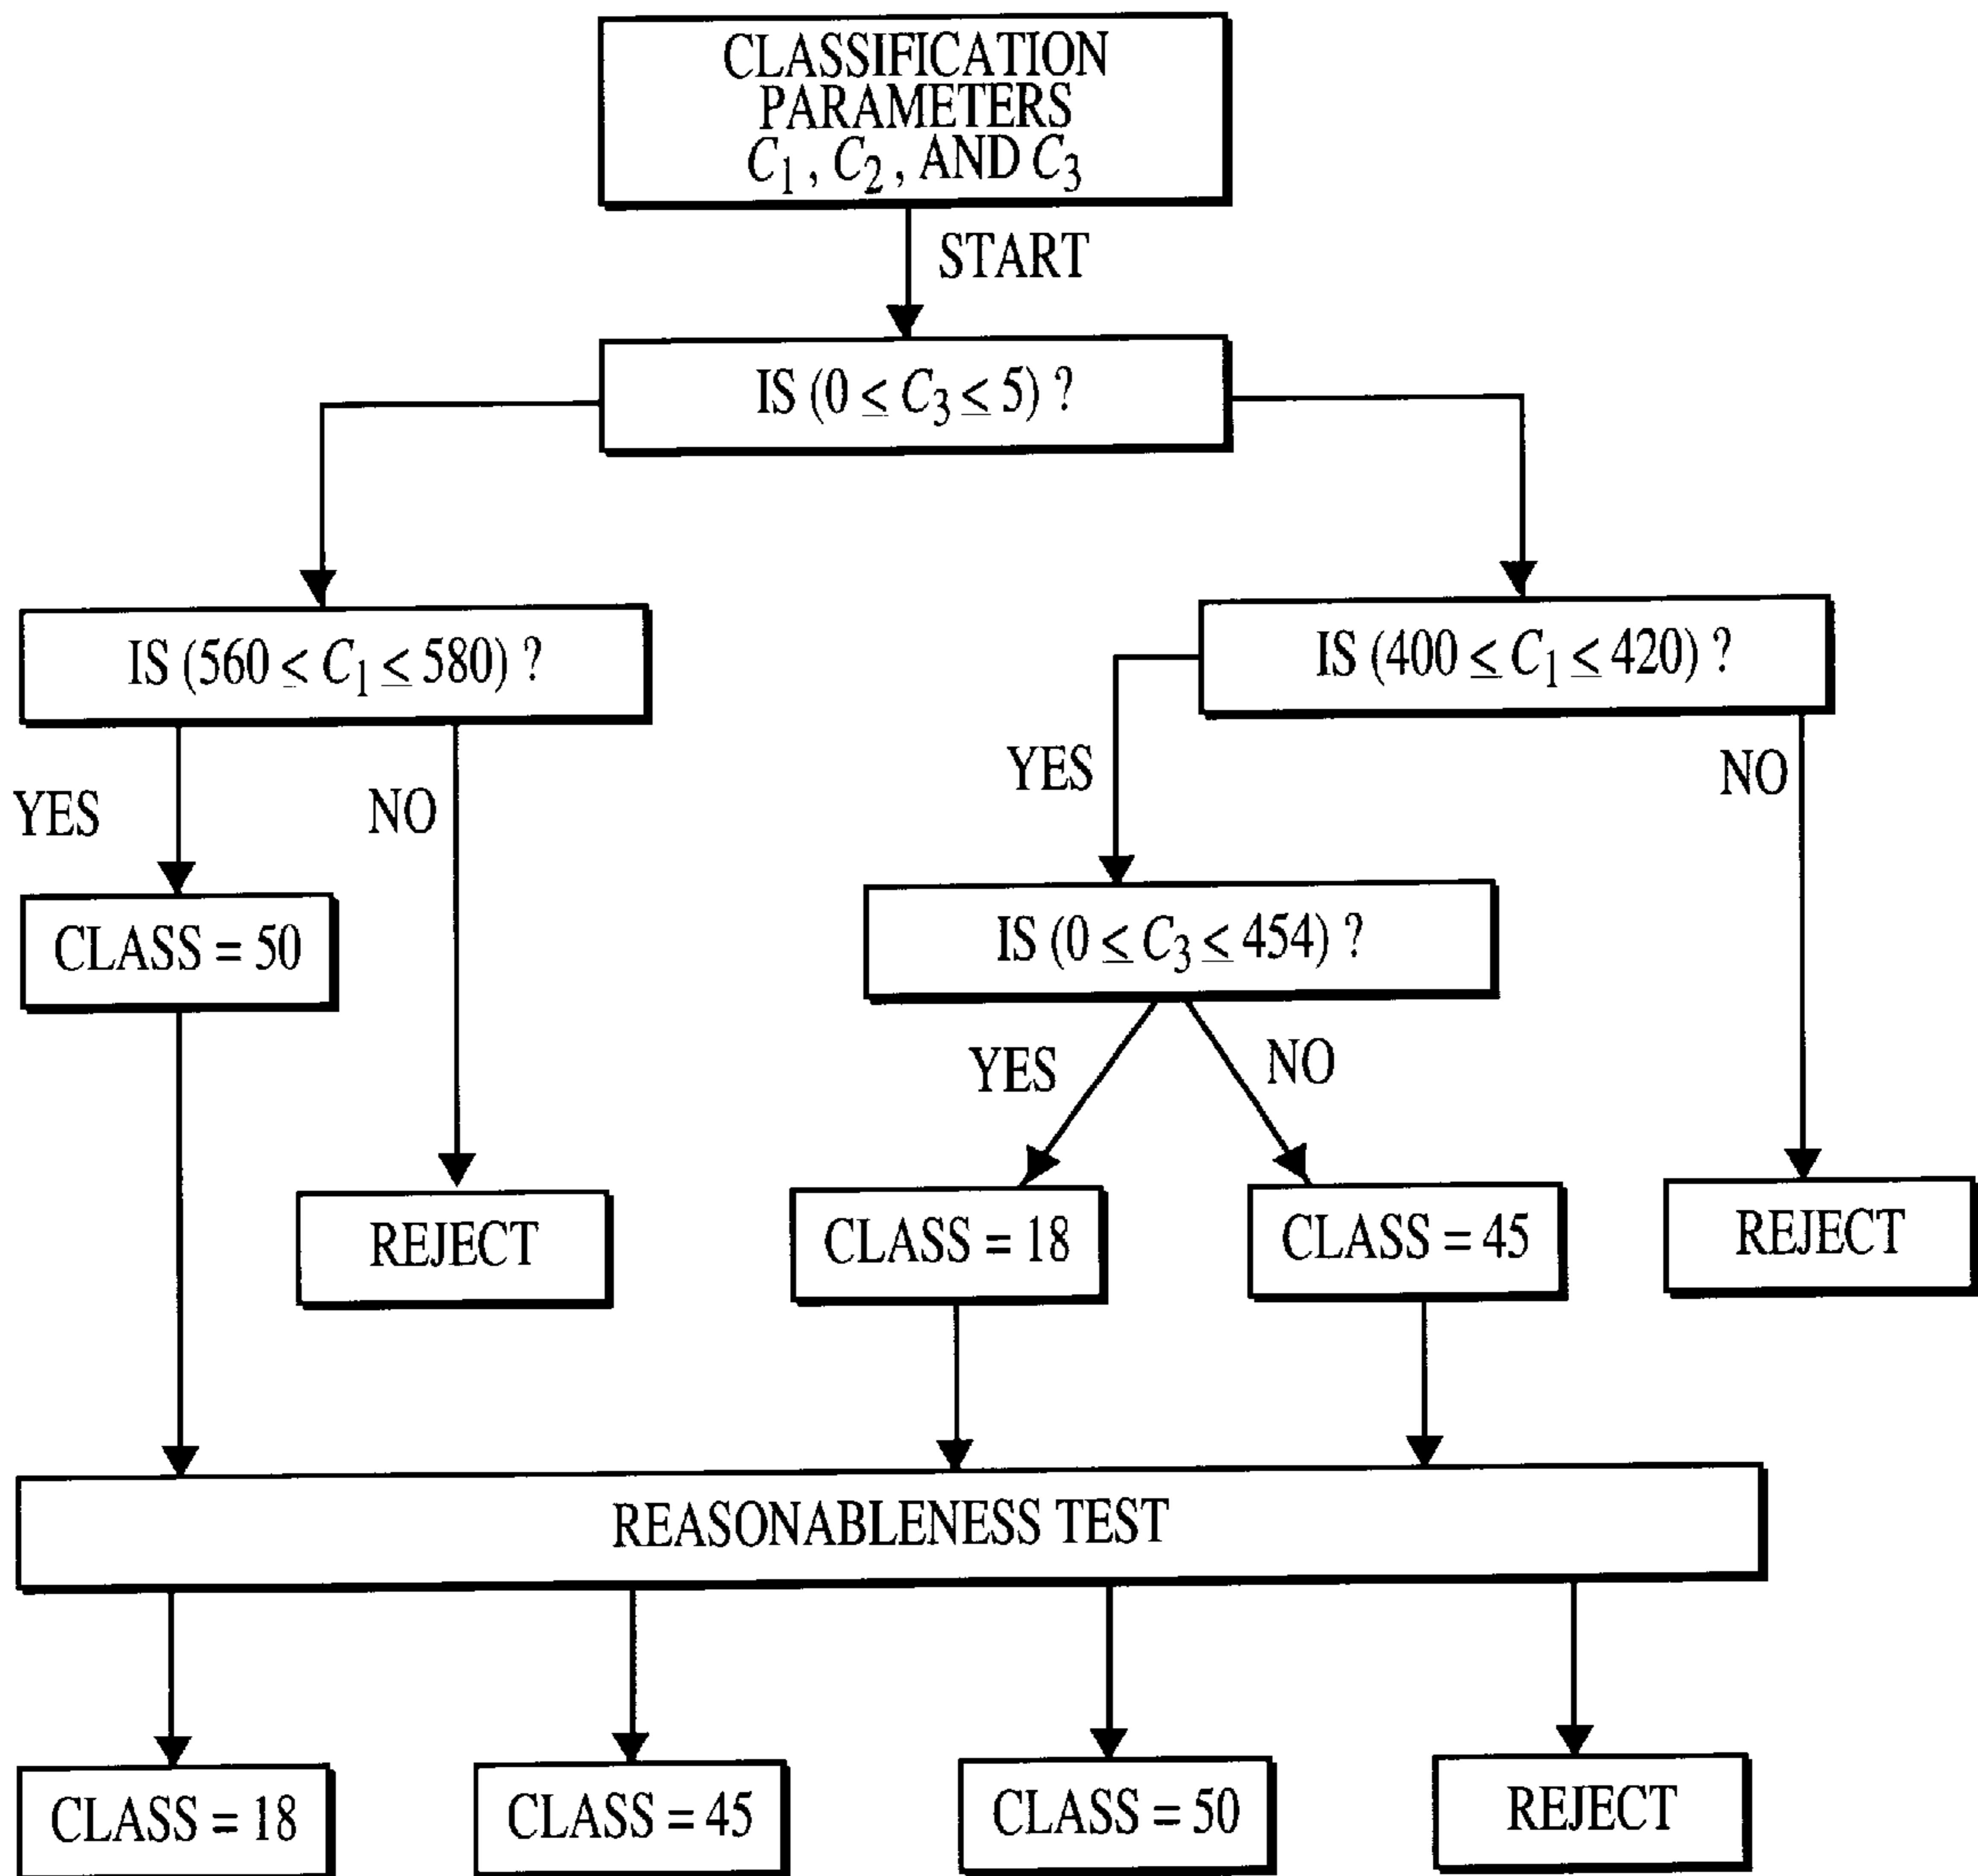 CLASSIFICATION
PARAMETERS
C₁, C₂, AND C₃
START
IS (0 ≤ C₃ ≤ 5) ?
IS (560 ≤ C₁ ≤ 580) ?
IS (400 ≤ C₁ ≤ 420) ?
YES
NO
YES
NO
CLASS = 50
IS (0 ≤ C₃ ≤ 454) ?
YES
NO
REJECT
CLASS = 18
CLASS = 45
REJECT
REASONABLENESS TEST
CLASS = 18
CLASS = 45
CLASS = 50
REJECT